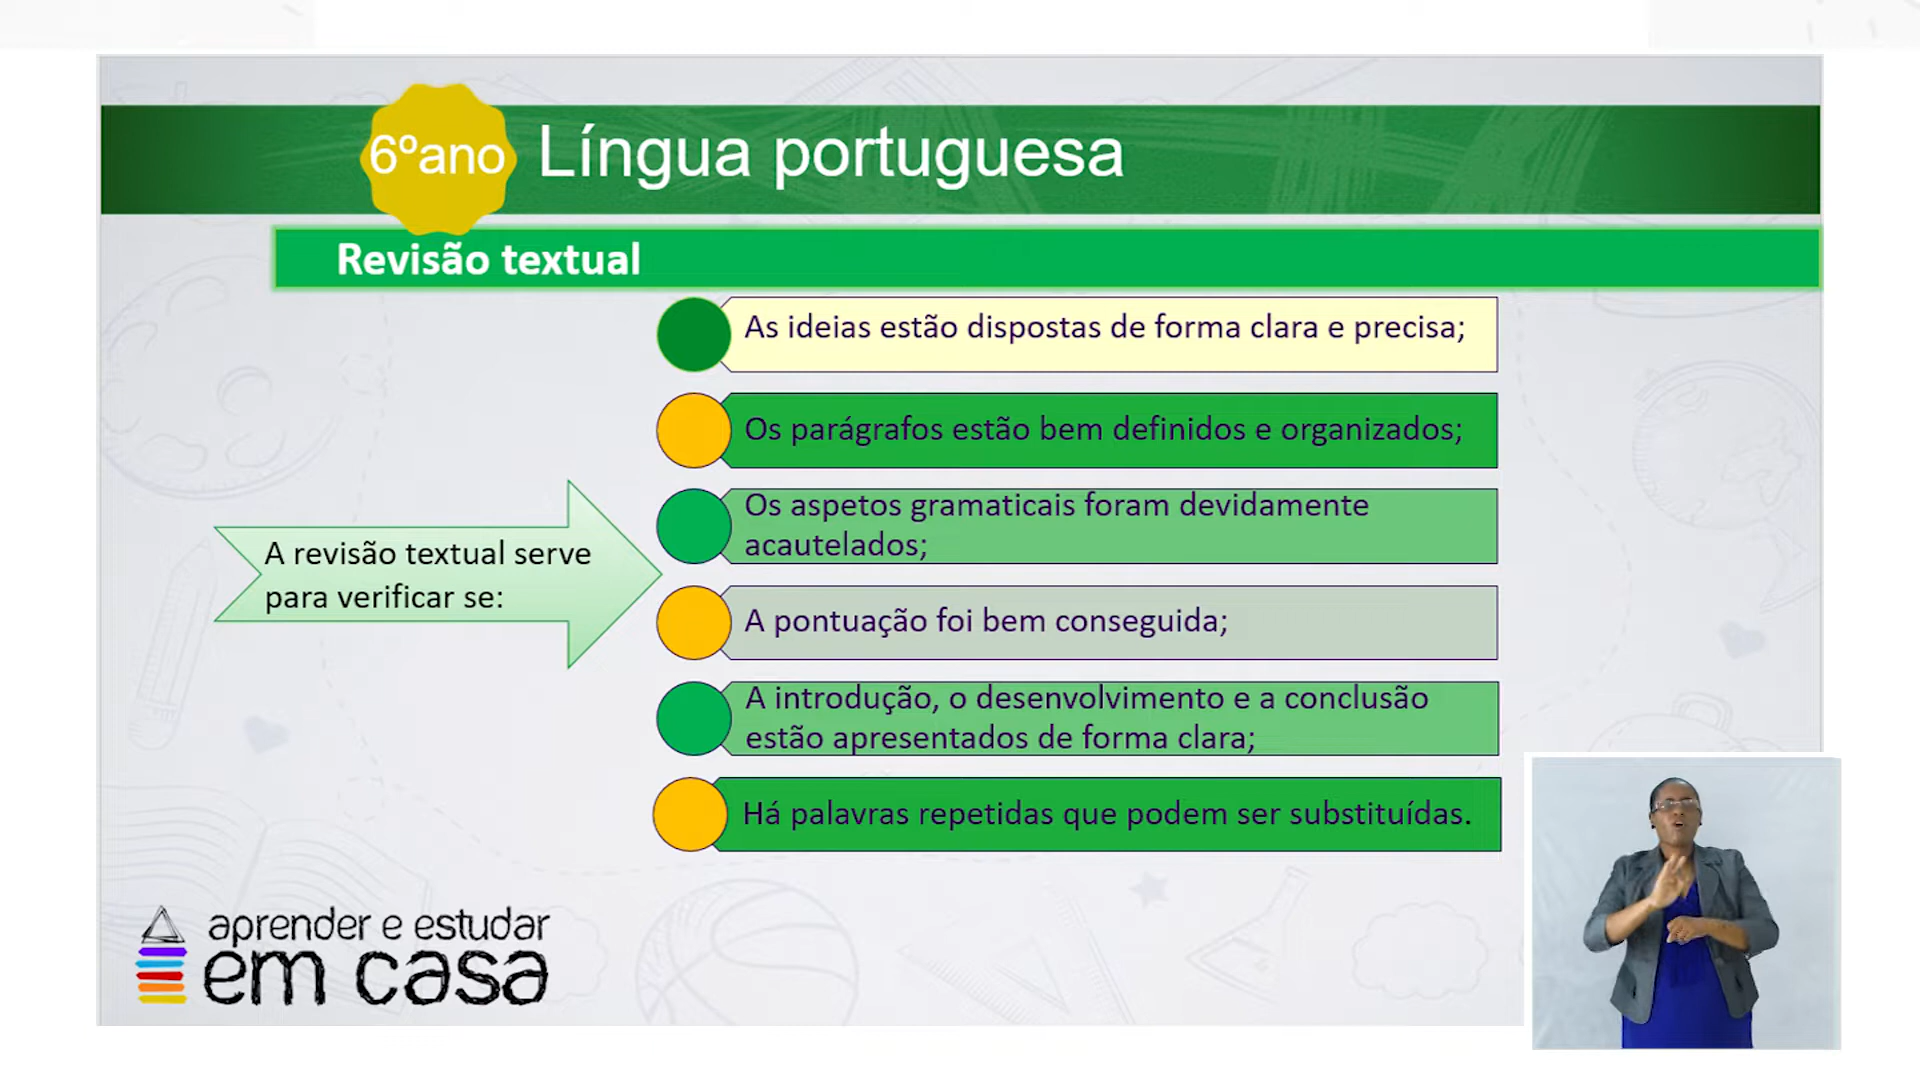 6ºano
Língua portuguesa
Revisão textual
A revisão textual serve
para verificar se:
As ideias estão dispostas de forma clara e precisa;
Os parágrafos estão bem definidos e organizados;
Os aspetos gramaticais foram devidamente
acautelados;
A pontuação foi bem conseguida;
A introdução, o desenvolvimento e a conclusão
estão apresentados de forma clara;
Há palavras repetidas que podem ser substituídas.
aprender e estudar
em casa